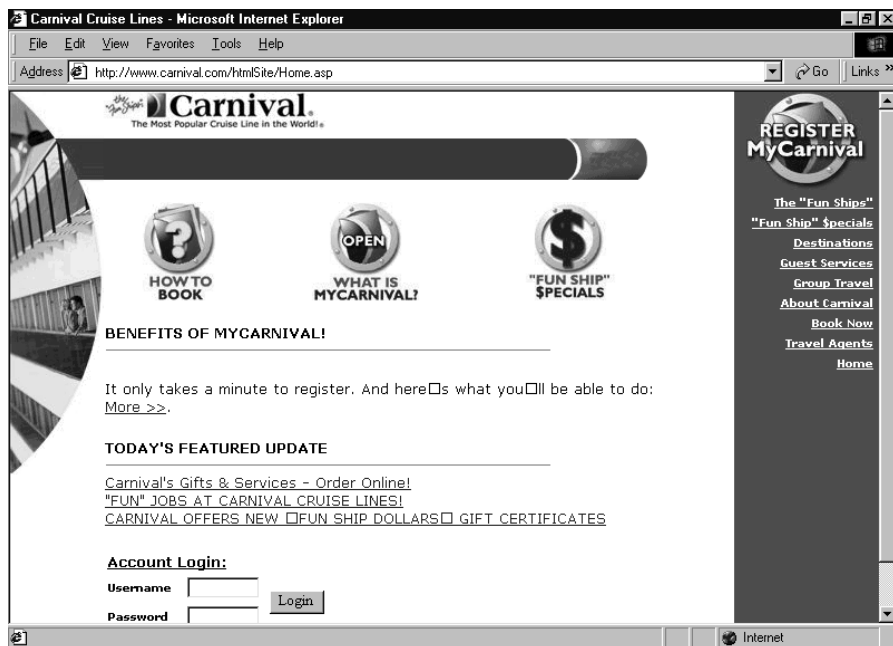 Carnival Cruise Lines - Microsoft Internet Explorer
File Edit View Favorites Tools Help
Address http://www.carnival.com/htmlSite/Home.asp Go Links »
the "Fun Ships" Carnival®
The Most Popular Cruise Line in the World!®
HOW TO BOOK
OPEN
WHAT IS MYCARNIVAL?
$
"FUN SHIP" $PECIALS
BENEFITS OF MYCARNIVAL!
It only takes a minute to register. And here□s what you□ll be able to do:
More >>.
TODAY'S FEATURED UPDATE
Carnival's Gifts & Services - Order Online!
"FUN" JOBS AT CARNIVAL CRUISE LINES!
CARNIVAL OFFERS NEW □FUN SHIP DOLLARS□ GIFT CERTIFICATES
Account Login:
Username
Login
Password
REGISTER
MyCarnival
The "Fun Ships"
"Fun Ship" $pecials
Destinations
Guest Services
Group Travel
About Carnival
Book Now
Travel Agents
Home
Internet